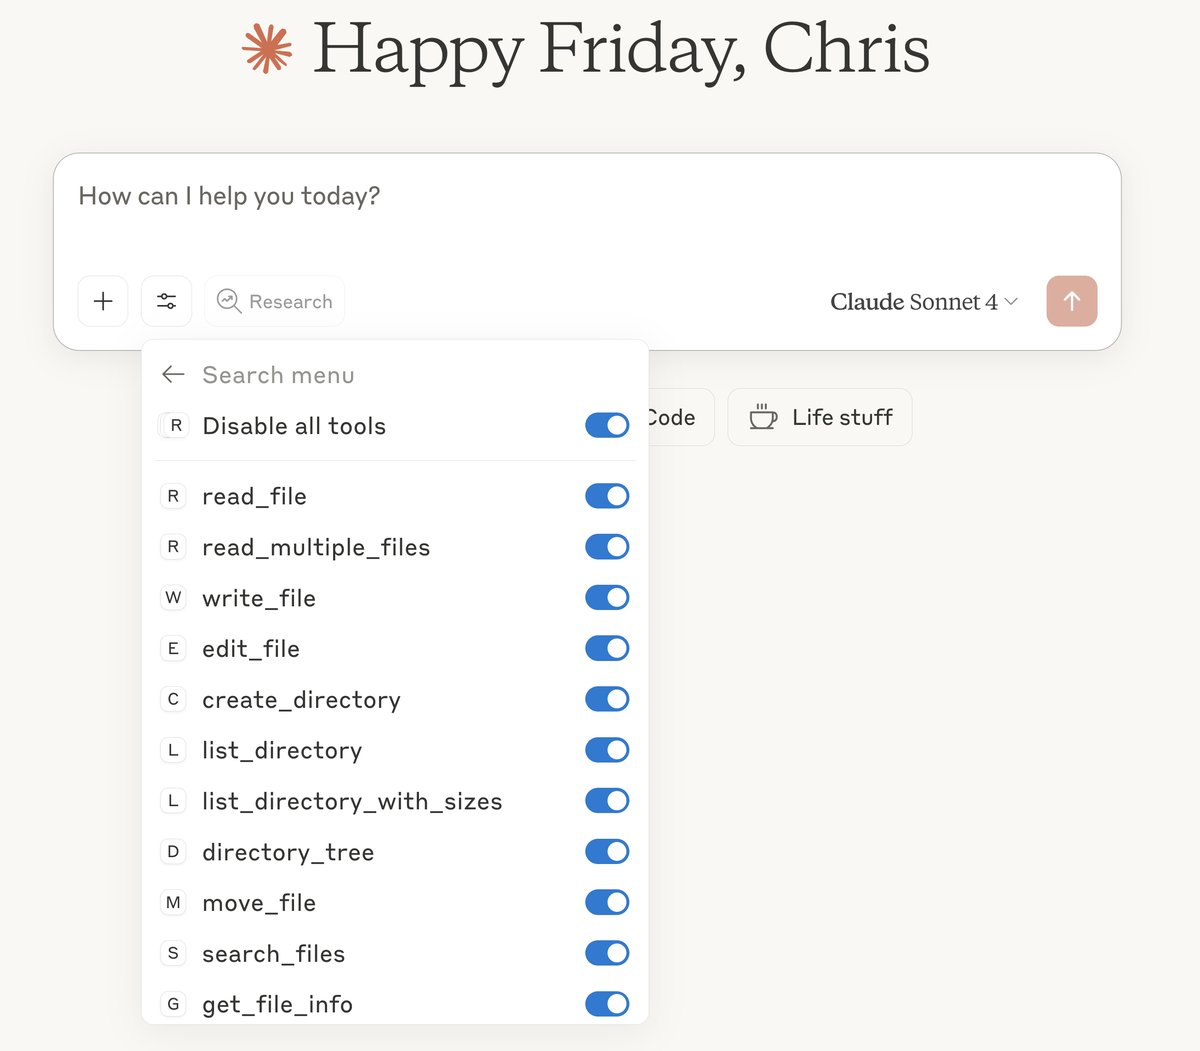 Happy Friday, Chris
How can I help you today?
Research
Claude Sonnet 4
Search menu
R Disable all tools
Code
Life stuff
R read_file
R read_multiple_files
W write_file
E edit_file
C create_directory
L list_directory
L list_directory_with_sizes
D directory_tree
M move_file
S search_files
G get_file_info